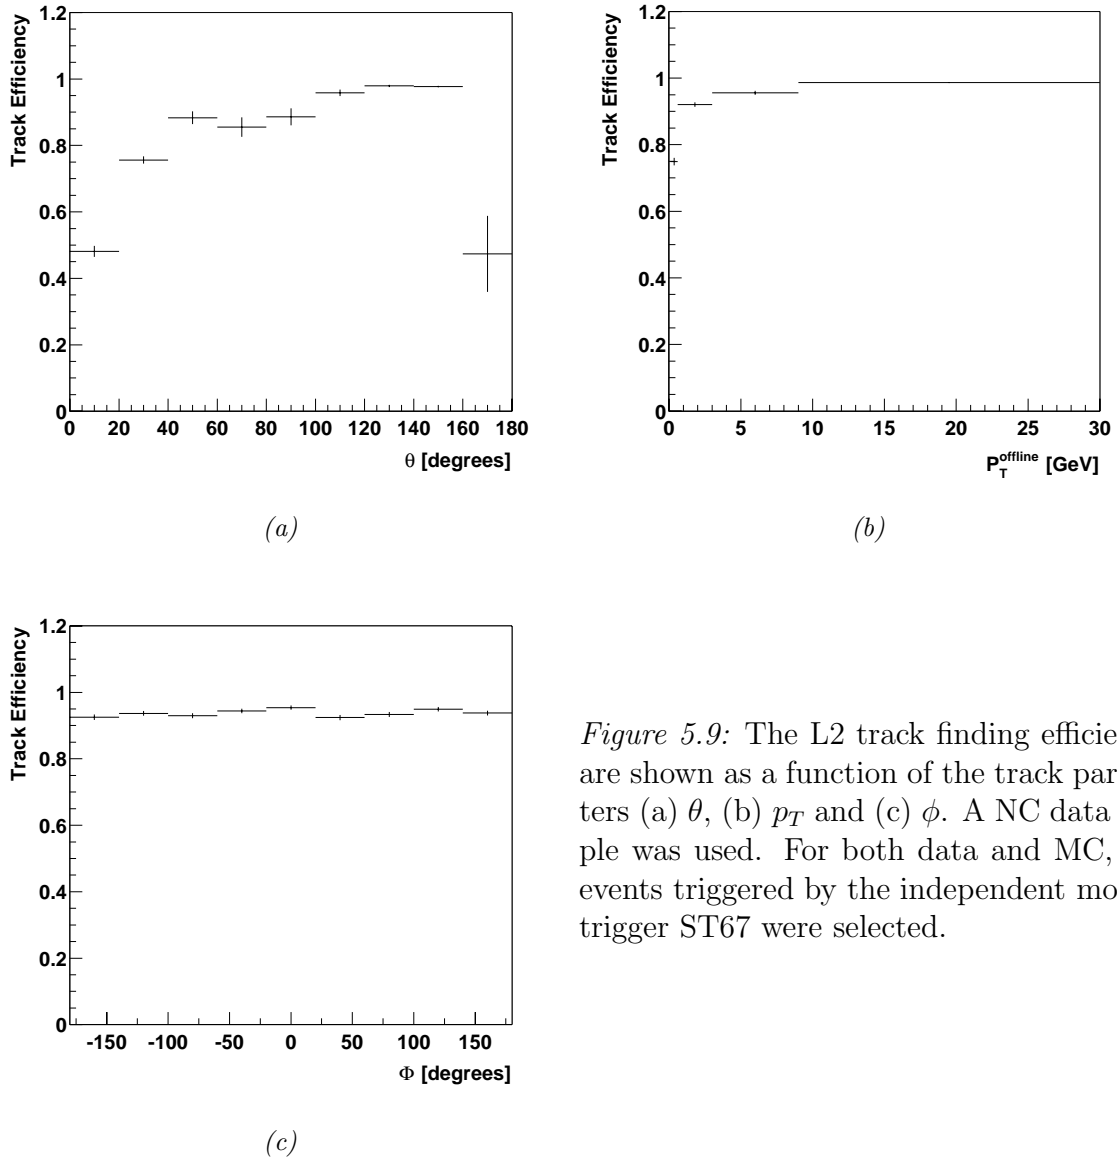 Track Efficiency
1.2
1
0.8
0.6
0.4
0.2
0
0 20 40 60 80 100 120 140 160 180
θ [degrees]
(a)
Track Efficiency
1.2
1
0.8
0.6
0.4
0.2
0
0 5 10 15 20 25 30
P_T^offline [GeV]
(b)
Track Efficiency
1.2
1
0.8
0.6
0.4
0.2
0
-150 -100 -50 0 50 100 150
Φ [degrees]
(c)
Figure 5.9: The L2 track finding efficie
are shown as a function of the track par
ters (a) θ, (b) p_T and (c) ϕ. A NC data
ple was used. For both data and MC,
events triggered by the independent mo
trigger ST67 were selected.